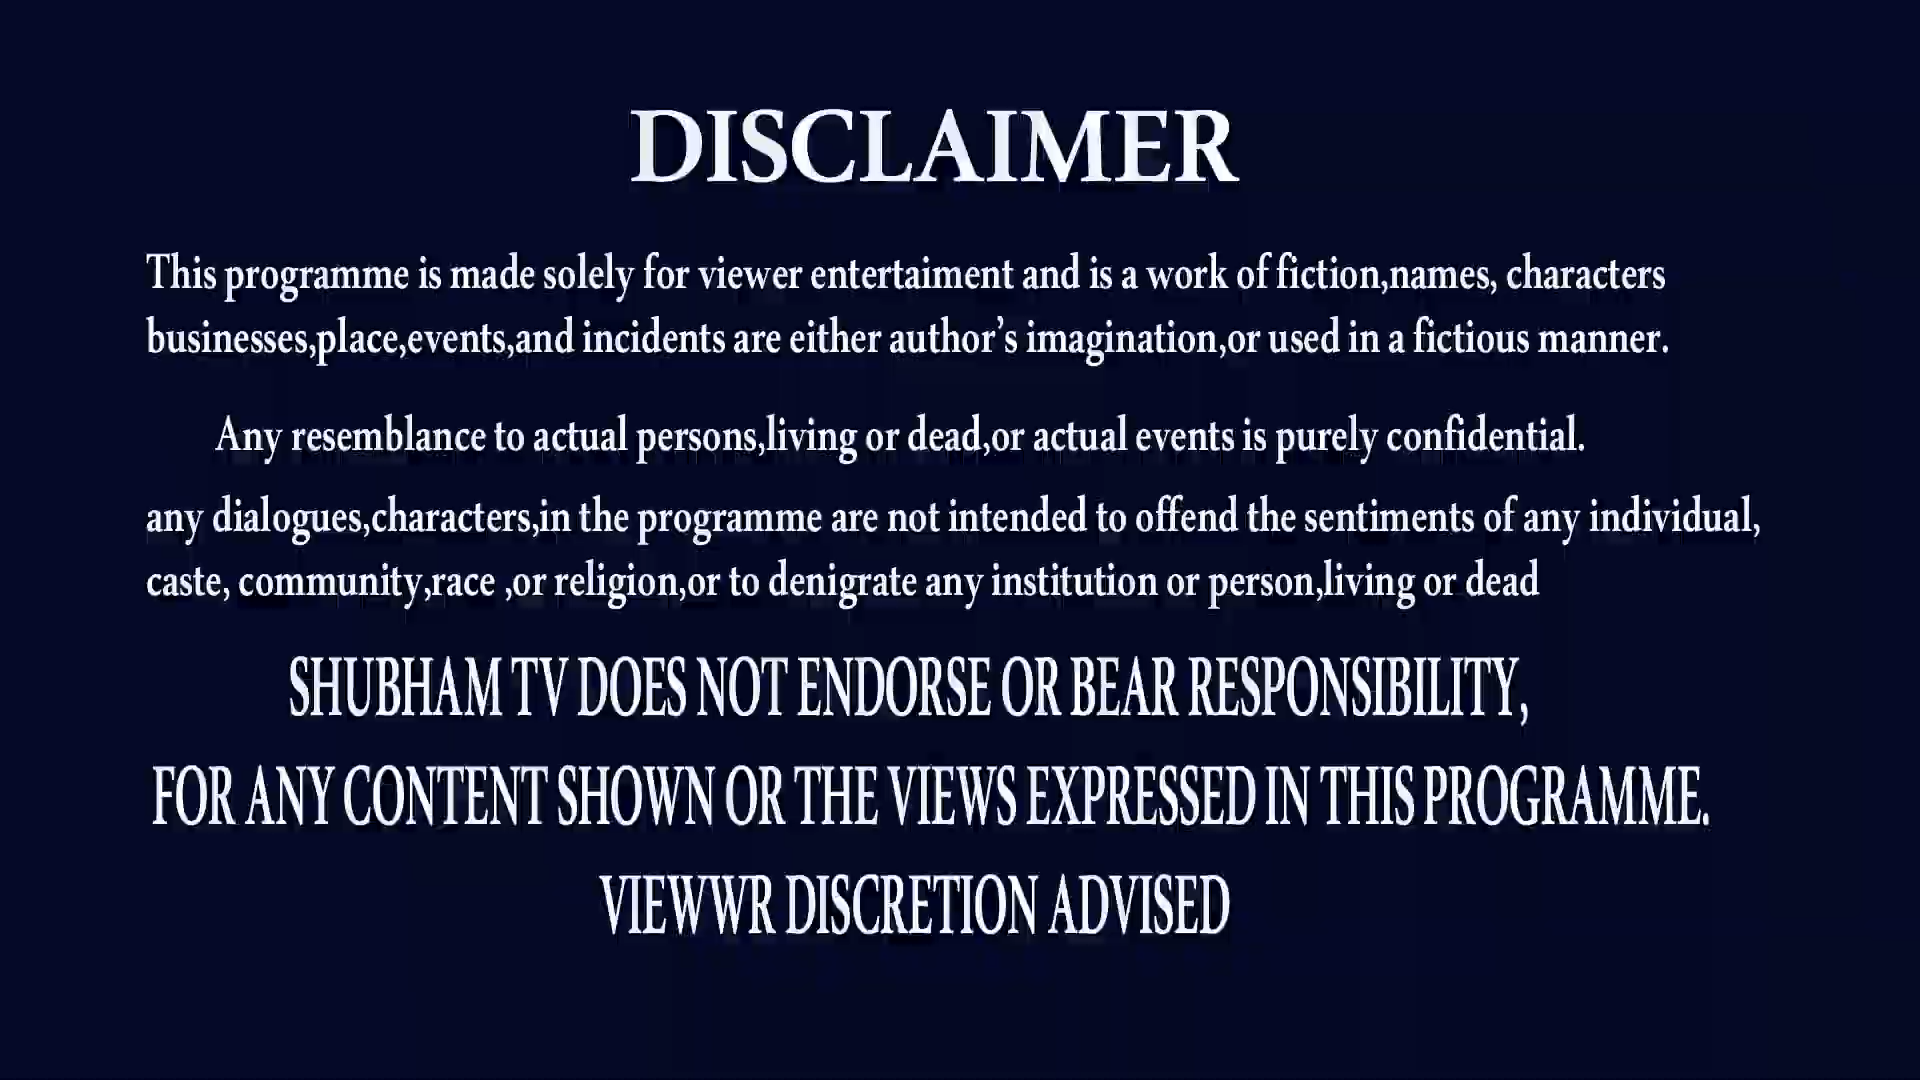 DISCLAIMER
This programme is made solely for viewer entertaiment and is a work of fiction,names, characters
businesses,place,events,and incidents are either author’s imagination,or used in a fictious manner.
Any resemblance to actual persons,living or dead,or actual events is purely confidential.
any dialogues,characters,in the programme are not intended to offend the sentiments of any individual,
caste, community,race ,or religion,or to denigrate any institution or person,living or dead
SHUBHAM TV DOES NOT ENDORSE OR BEAR RESPONSIBILITY,
FOR ANY CONTENT SHOWN OR THE VIEWS EXPRESSED IN THIS PROGRAMME.
VIEWWR DISCRETION ADVISED